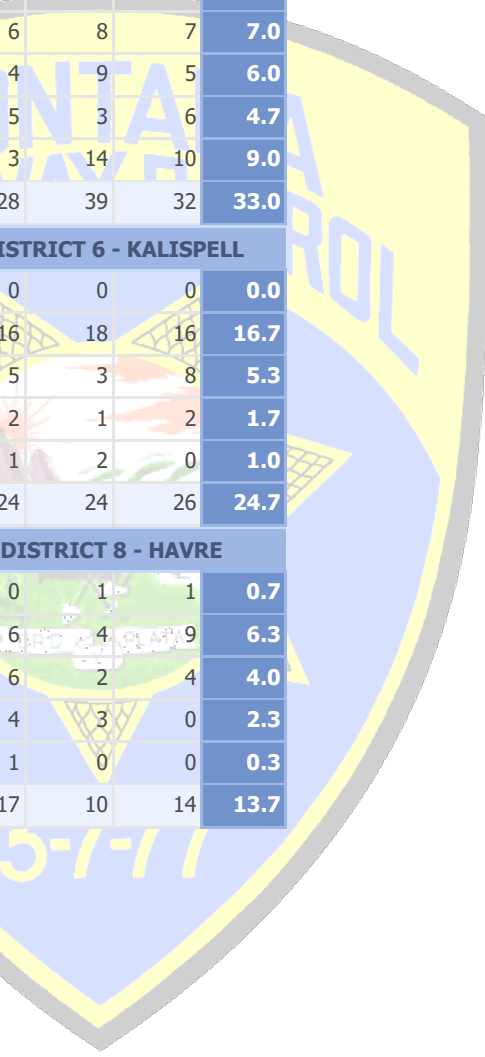 6 8 7 7.0
4 9 5 6.0
5 3 6 4.7
3 14 10 9.0
28 39 32 33.0
ISTRICT 6 - KALISPELL
0 0 0 0.0
16 18 16 16.7
5 3 8 5.3
2 1 2 1.7
1 2 0 1.0
24 24 26 24.7
DISTRICT 8 - HAVRE
0 1 1 0.7
6 4 9 6.3
6 2 4 4.0
4 3 0 2.3
1 0 0 0.3
17 10 14 13.7
5-7-77